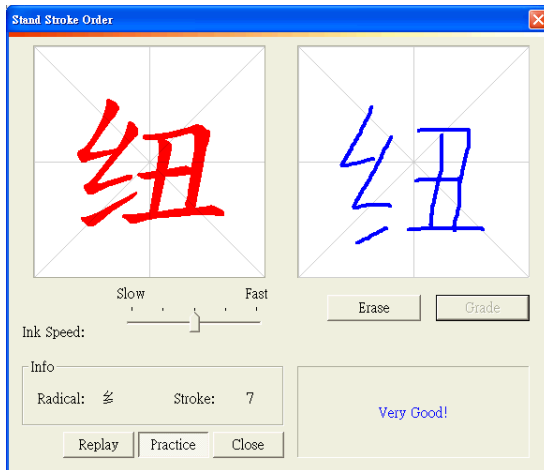 Stand Stroke Order
纽
纽
Slow Fast
Ink Speed:
Erase Grade
Info
Radical: 纟 Stroke: 7
Very Good!
Replay Practice Close